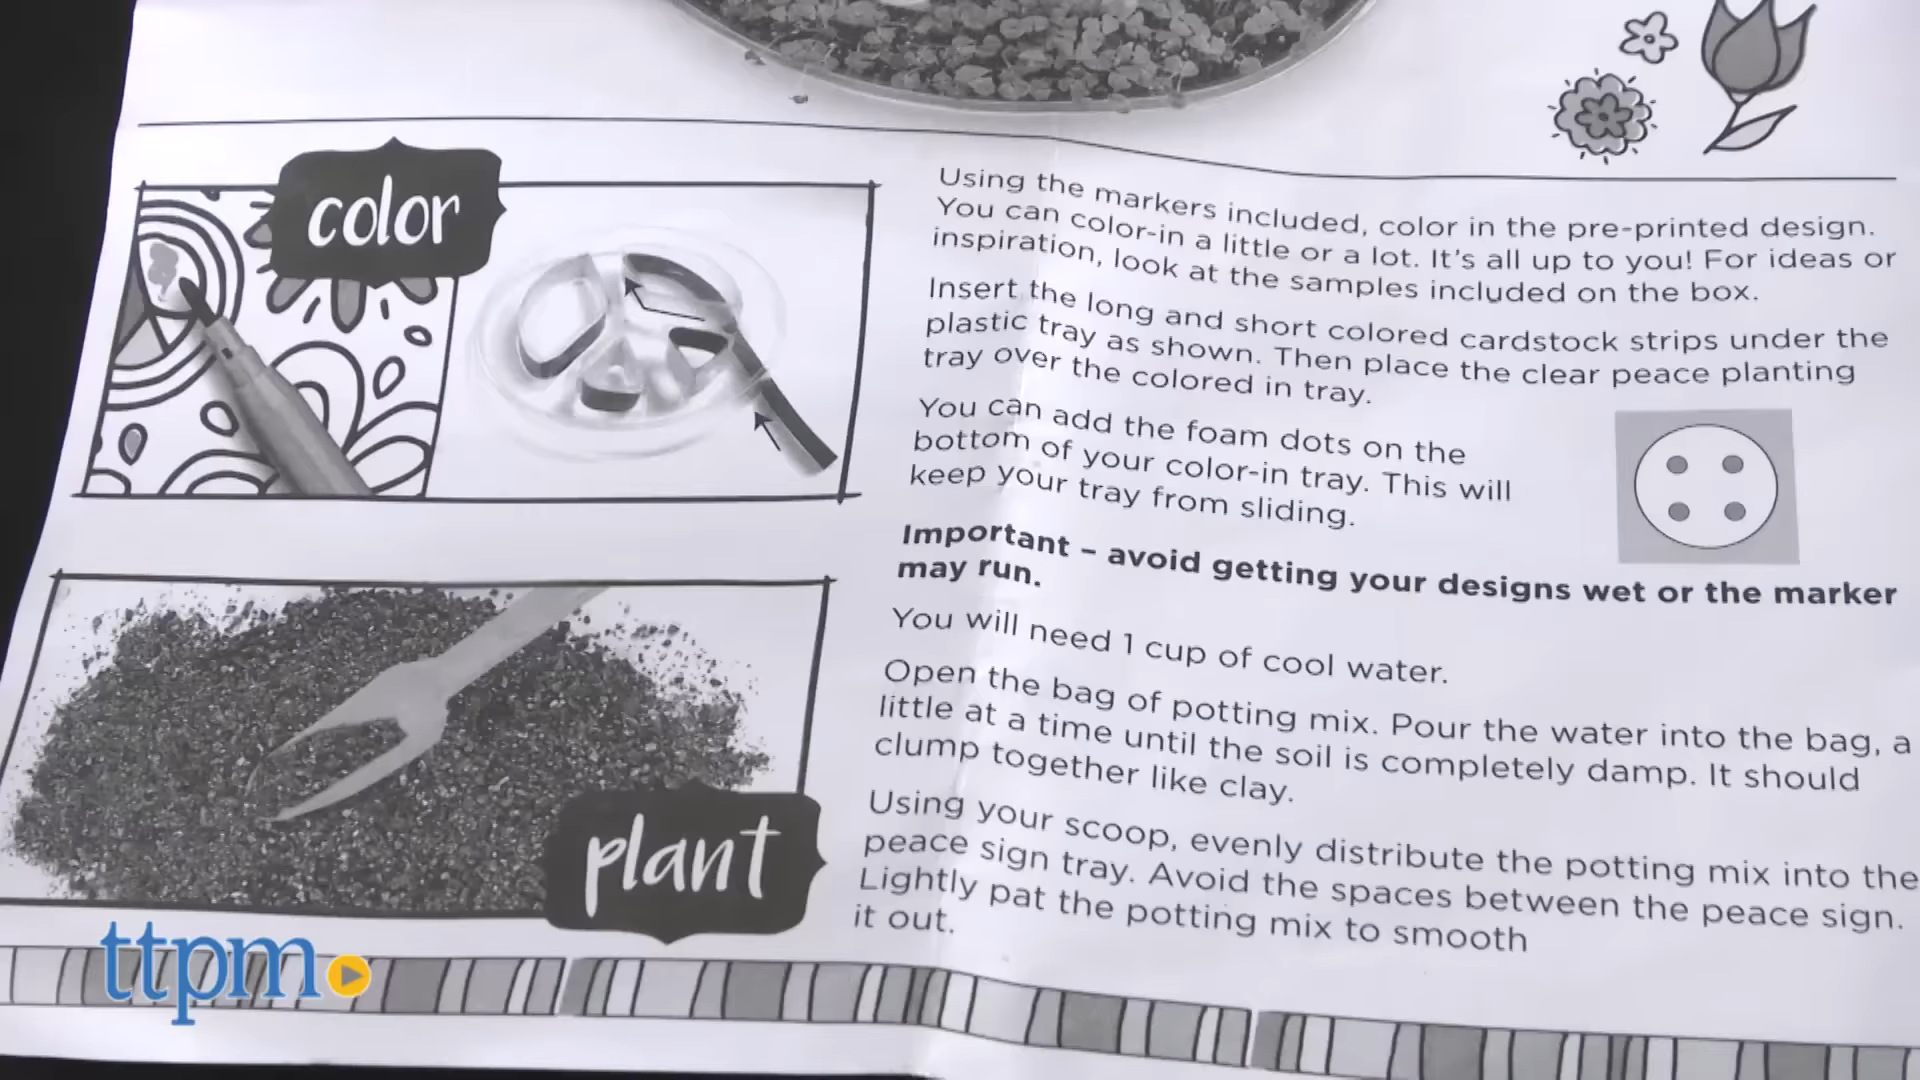 color
Using the markers included, color in the pre-printed design.
You can color-in a little or a lot. It's all up to you! For ideas or
inspiration, look at the samples included on the box.
Insert the long and short colored cardstock strips under the
plastic tray as shown. Then place the clear peace planting
tray over the colored in tray.
You can add the foam dots on the
bottom of your color-in tray. This will
keep your tray from sliding.
Important – avoid getting your designs wet or the marker
may run.
plant
You will need 1 cup of cool water.
Open the bag of potting mix. Pour the water into the bag, a
little at a time until the soil is completely damp. It should
clump together like clay.
Using your scoop, evenly distribute the potting mix into the
peace sign tray. Avoid the spaces between the peace sign.
Lightly pat the potting mix to smooth
it out.
ttpm